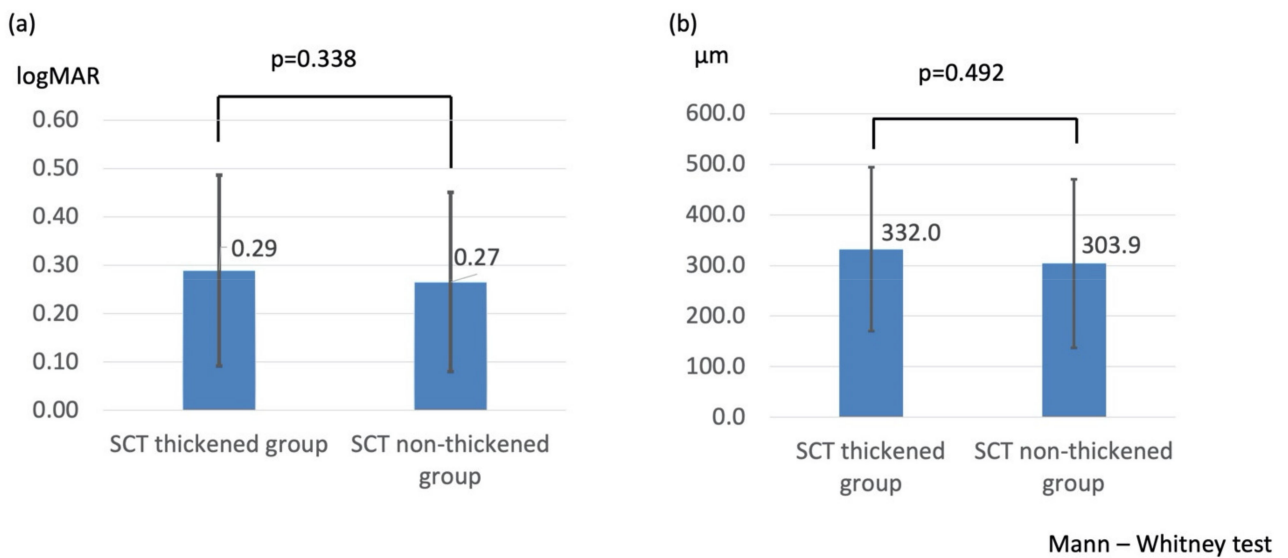 (a)
logMAR
p=0.338
0.60
0.50
0.40
0.30
0.20
0.10
0.00
0.29
0.27
SCT thickened group
SCT non-thickened
group
(b)
μm
p=0.492
600.0
500.0
400.0
300.0
200.0
100.0
0.0
332.0
303.9
SCT thickened
group
SCT non-thickened
group
Mann – Whitney test